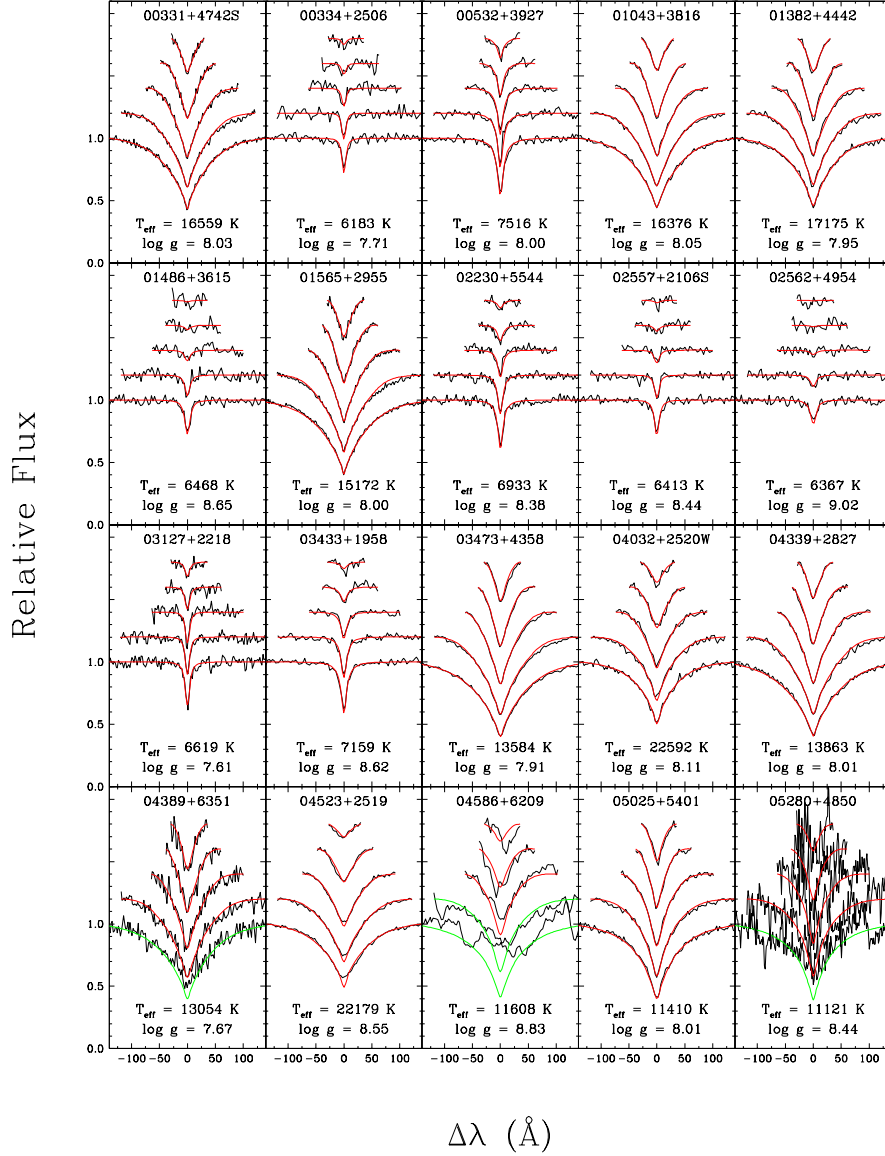 00331+4742S
00334+2506
00532+3927
01043+3816
01382+4442
1.0
0.5
0.0
T_eff = 16559 K
log g = 8.03
T_eff = 6183 K
log g = 7.71
T_eff = 7516 K
log g = 8.00
T_eff = 16376 K
log g = 8.05
T_eff = 17175 K
log g = 7.95
01486+3615
01565+2955
02230+5544
02557+2106S
02562+4954
1.0
0.5
0.0
T_eff = 6468 K
log g = 8.65
T_eff = 15172 K
log g = 8.00
T_eff = 6933 K
log g = 8.38
T_eff = 6413 K
log g = 8.44
T_eff = 6367 K
log g = 9.02
Relative Flux
03127+2218
03433+1958
03473+4358
04032+2520W
04339+2827
1.0
0.5
0.0
T_eff = 6619 K
log g = 7.61
T_eff = 7159 K
log g = 8.62
T_eff = 13584 K
log g = 7.91
T_eff = 22592 K
log g = 8.11
T_eff = 13863 K
log g = 8.01
04389+6351
04523+2519
04586+6209
05025+5401
05280+4850
1.0
0.5
0.0
T_eff = 13054 K
log g = 7.67
T_eff = 22179 K
log g = 8.55
T_eff = 11608 K
log g = 8.83
T_eff = 11410 K
log g = 8.01
T_eff = 11121 K
log g = 8.44
-100 -50 0 50 100
-100 -50 0 50 100
-100 -50 0 50 100
-100 -50 0 50 100
-100 -50 0 50 100
Δλ (Å)